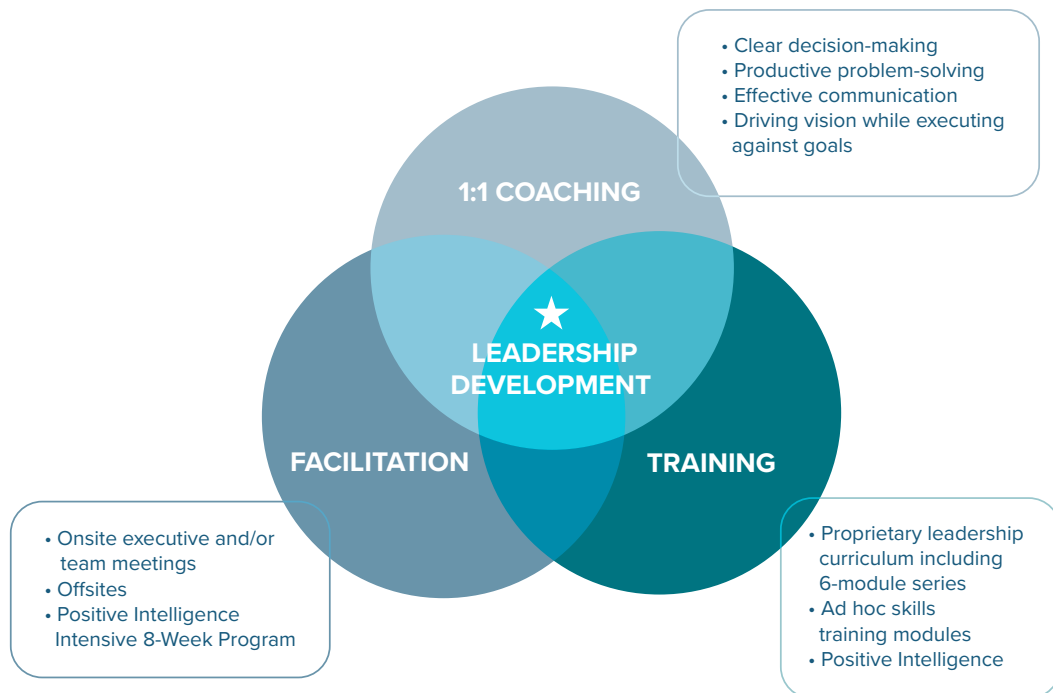 • Clear decision-making
• Productive problem-solving
• Effective communication
• Driving vision while executing
against goals
1:1 COACHING
LEADERSHIP
DEVELOPMENT
FACILITATION
TRAINING
• Onsite executive and/or
team meetings
• Offsites
• Positive Intelligence
Intensive 8-Week Program
• Proprietary leadership
curriculum including
6-module series
• Ad hoc skills
training modules
• Positive Intelligence